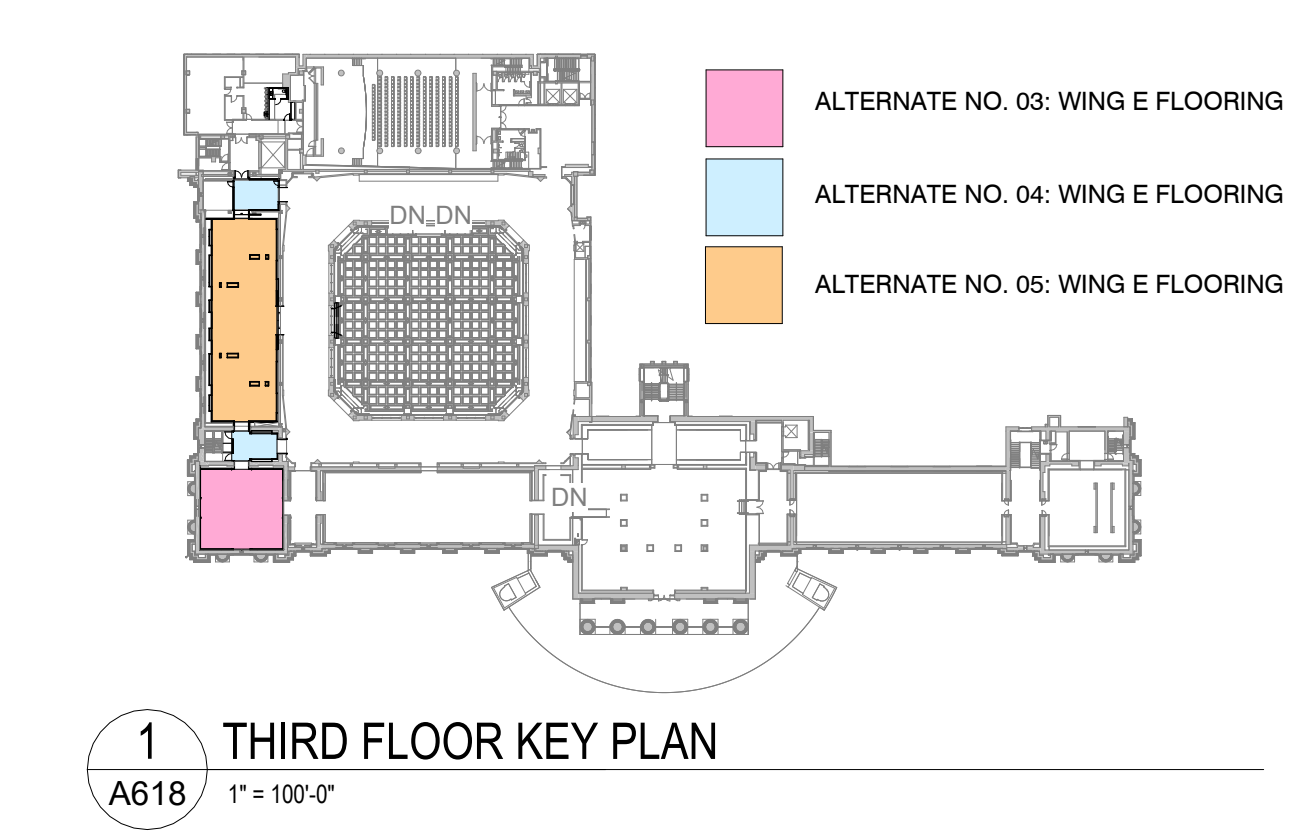 ALTERNATE NO. 03: WING E FLOORING
ALTERNATE NO. 04: WING E FLOORING
DN DN
ALTERNATE NO. 05: WING E FLOORING
DN
1 THIRD FLOOR KEY PLAN
A618 1" = 100'-0"